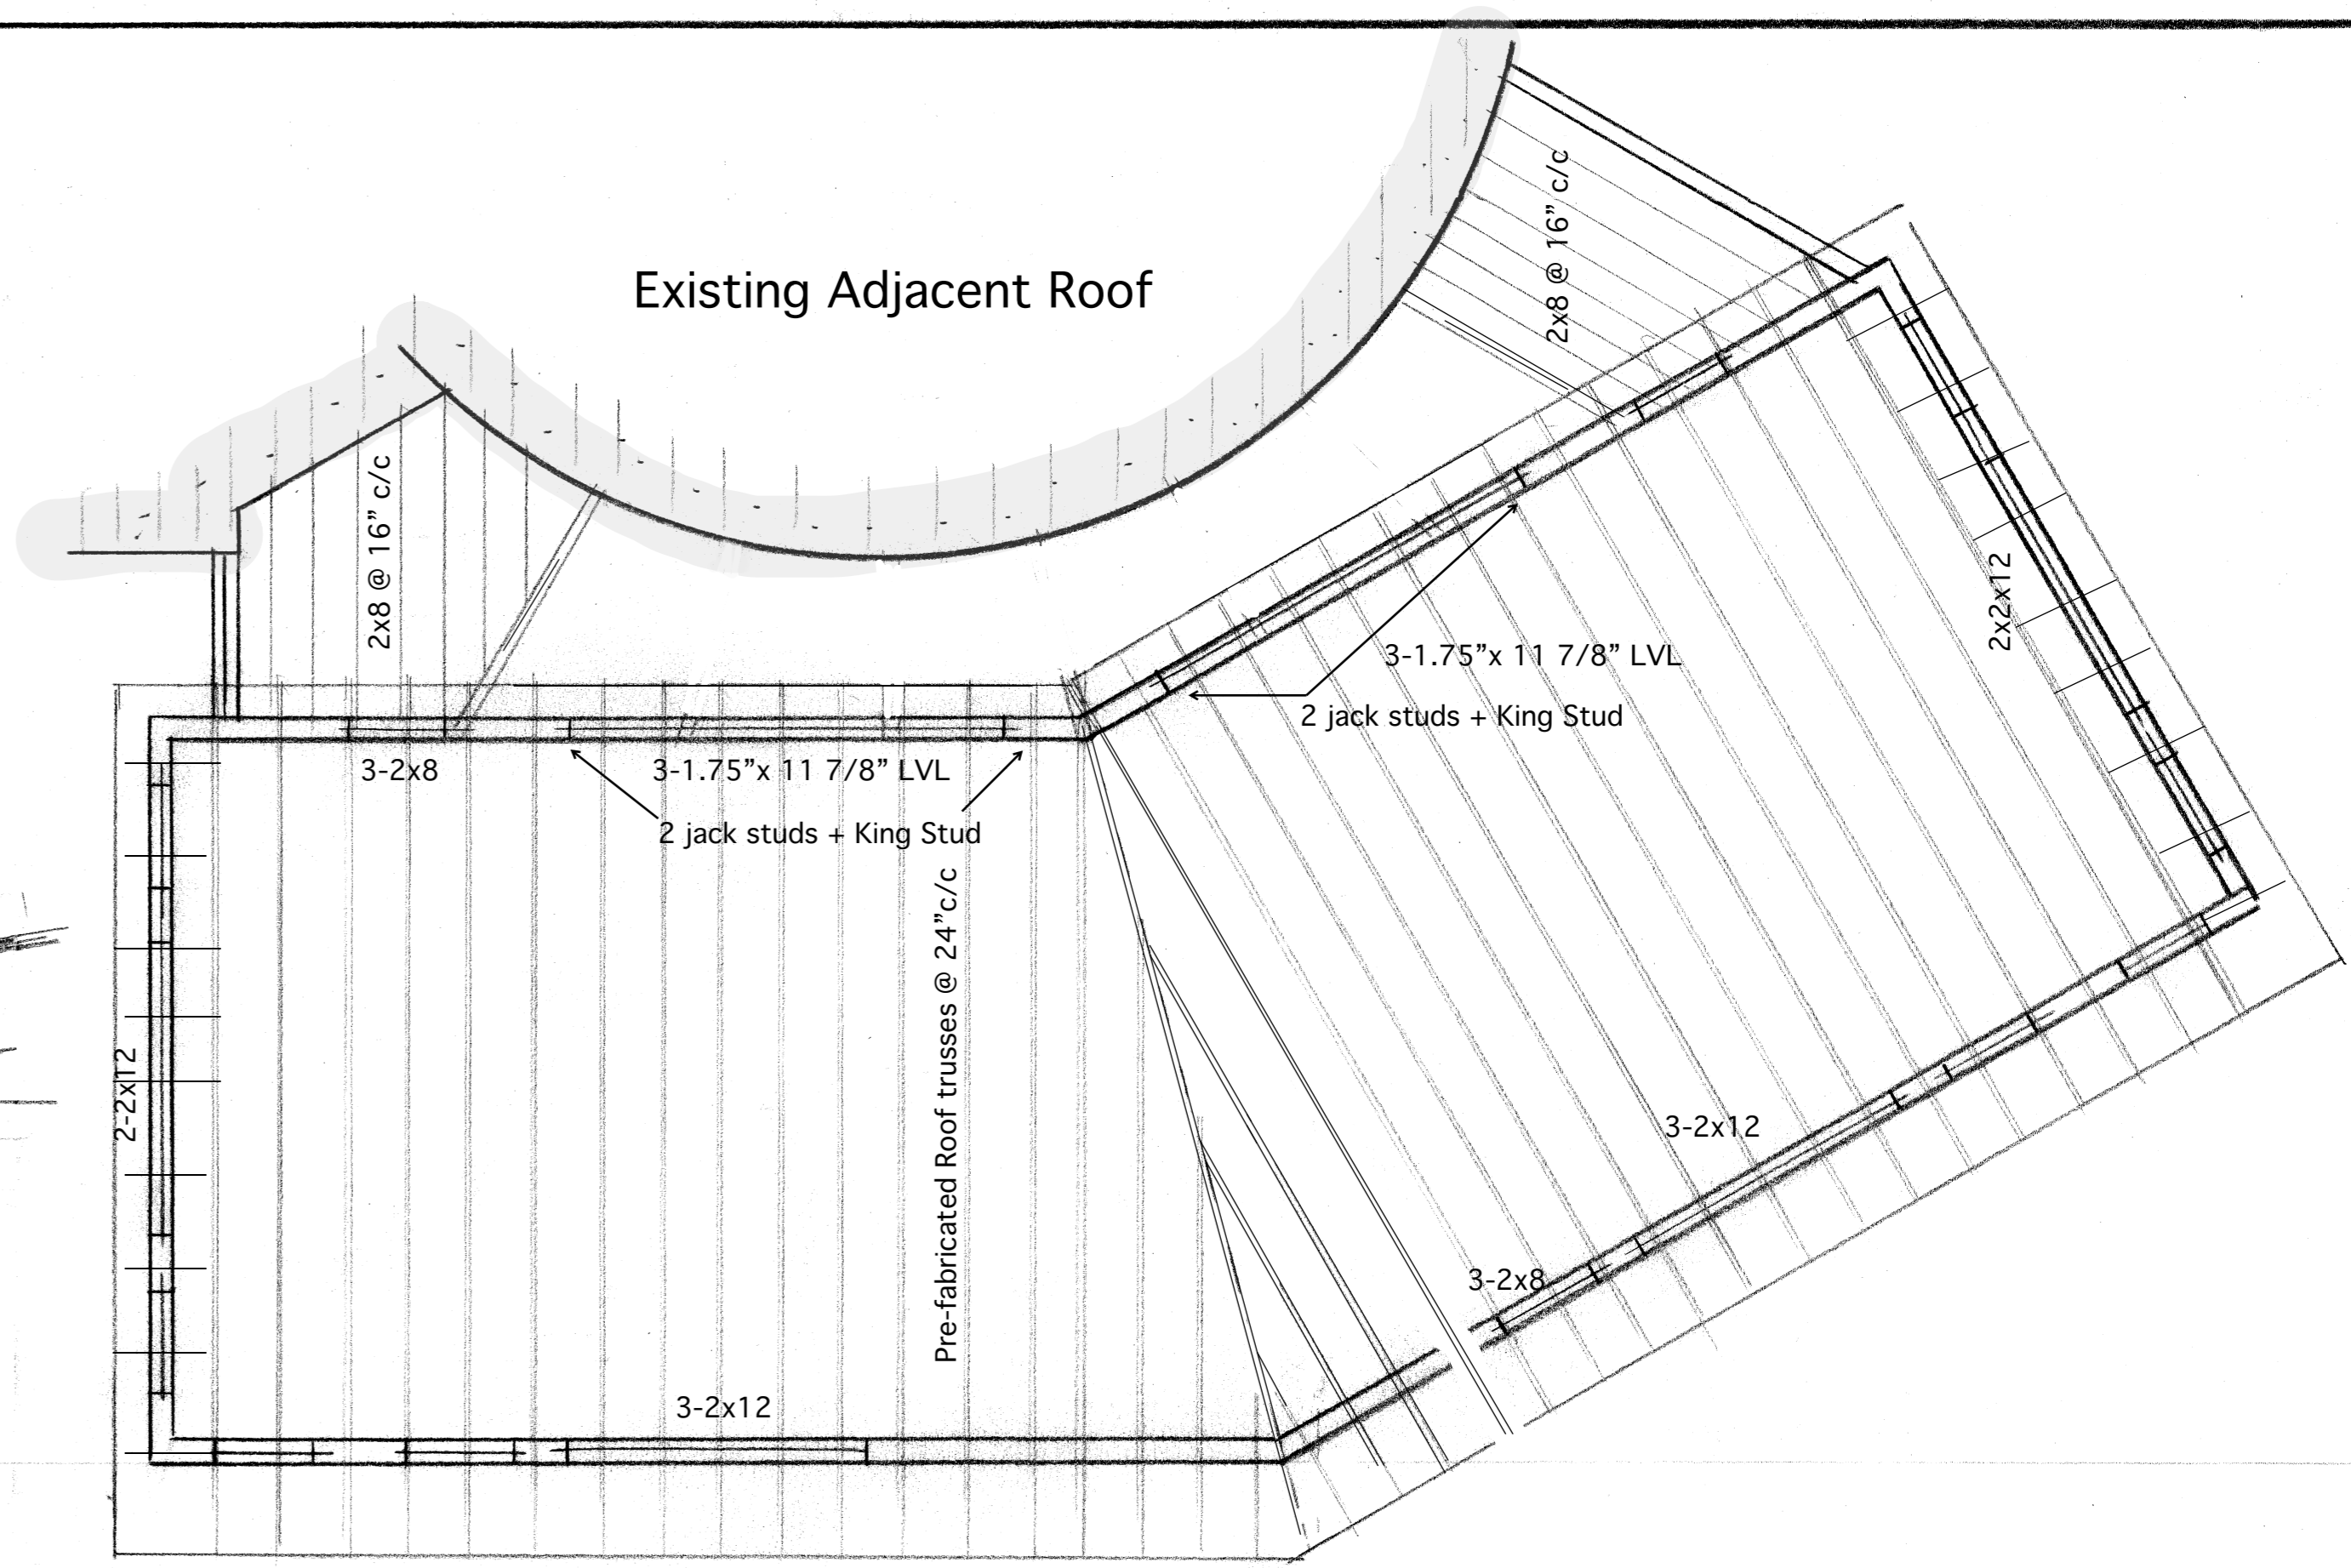 Existing Adjacent Roof
2x8 @ 16” c/c
2x8 @ 16” c/c
2x2x12
3-1.75”x 11 7/8” LVL
2 jack studs + King Stud
3-2x8
3-1.75”x 11 7/8” LVL
2 jack studs + King Stud
Pre-fabricated Roof trusses @ 24”c/c
2-2x12
3-2x12
3-2x8
3-2x12